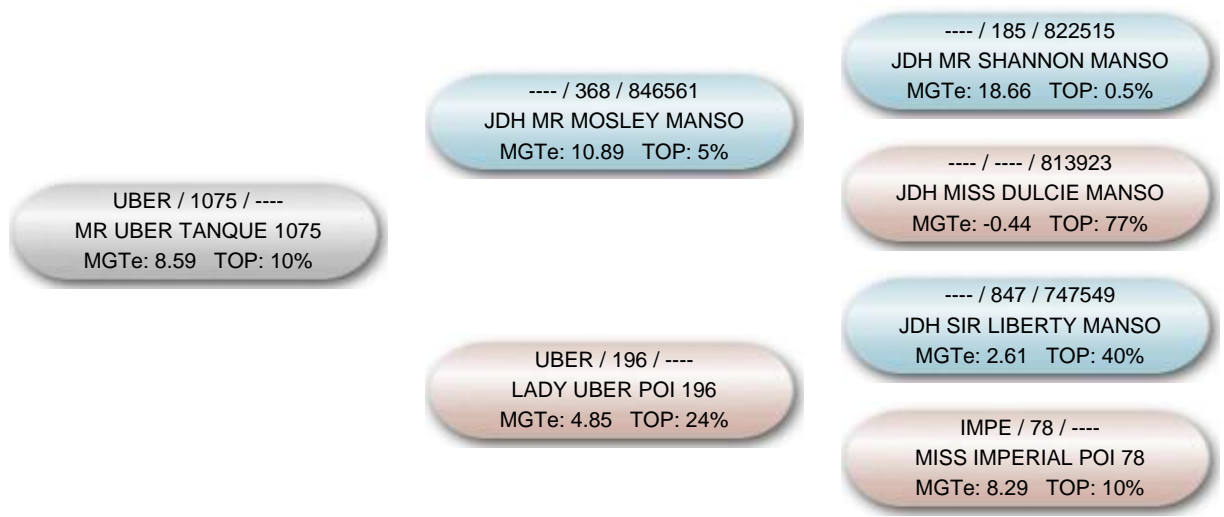 ---- / 185 / 822515
JDH MR SHANNON MANSO
MGTe: 18.66 TOP: 0.5%
---- / 368 / 846561
JDH MR MOSLEY MANSO
MGTe: 10.89 TOP: 5%
---- / ---- / 813923
JDH MISS DULCIE MANSO
MGTe: -0.44 TOP: 77%
UBER / 1075 / ----
MR UBER TANQUE 1075
MGTe: 8.59 TOP: 10%
---- / 847 / 747549
JDH SIR LIBERTY MANSO
MGTe: 2.61 TOP: 40%
UBER / 196 / ----
LADY UBER POI 196
MGTe: 4.85 TOP: 24%
IMPE / 78 / ----
MISS IMPERIAL POI 78
MGTe: 8.29 TOP: 10%